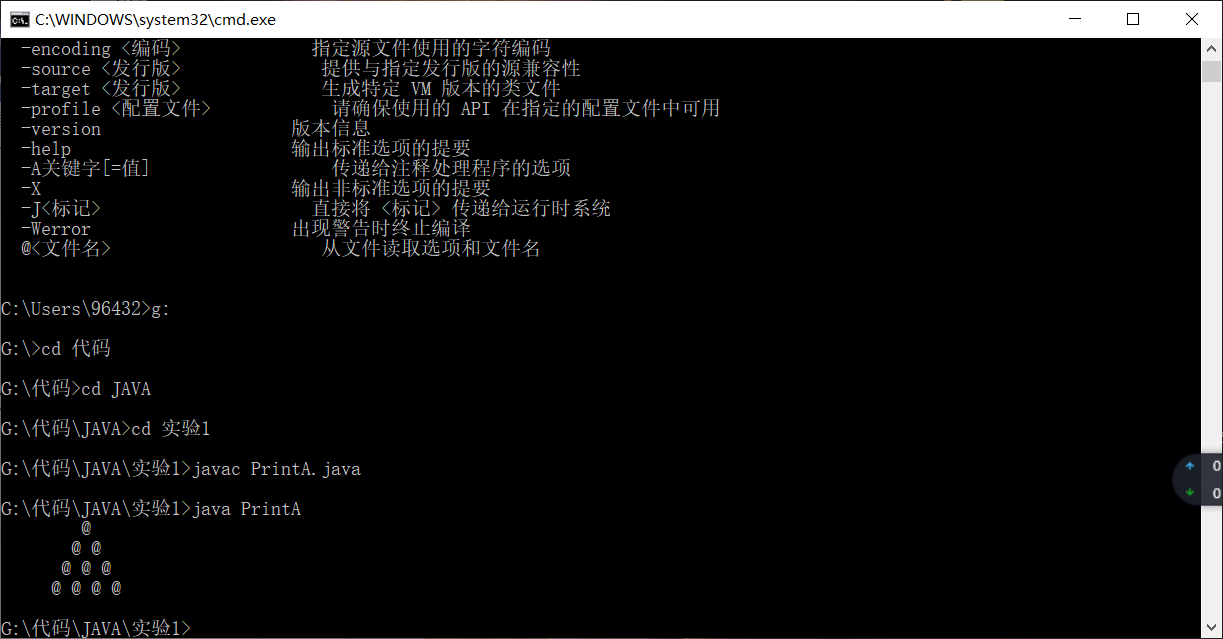 C:\WINDOWS\system32\cmd.exe
-encoding <编码> 指定源文件使用的字符编码
-source <发行版> 提供与指定发行版的源兼容性
-target <发行版> 生成特定 VM 版本的类文件
-profile <配置文件> 请确保使用的 API 在指定的配置文件中可用
-version 版本信息
-help 输出标准选项的提要
-A关键字[=值] 传递给注释处理程序的选项
-X 输出非标准选项的提要
-J<标记> 直接将 <标记> 传递给运行时系统
-Werror 出现警告时终止编译
@<文件名> 从文件读取选项和文件名
C:\Users\96432>g:
G:\>cd 代码
G:\代码>cd JAVA
G:\代码\JAVA>cd 实验1
G:\代码\JAVA\实验1>javac PrintA.java
G:\代码\JAVA\实验1>java PrintA
@
@ @
@ @ @
@ @ @ @
G:\代码\JAVA\实验1>
0
0